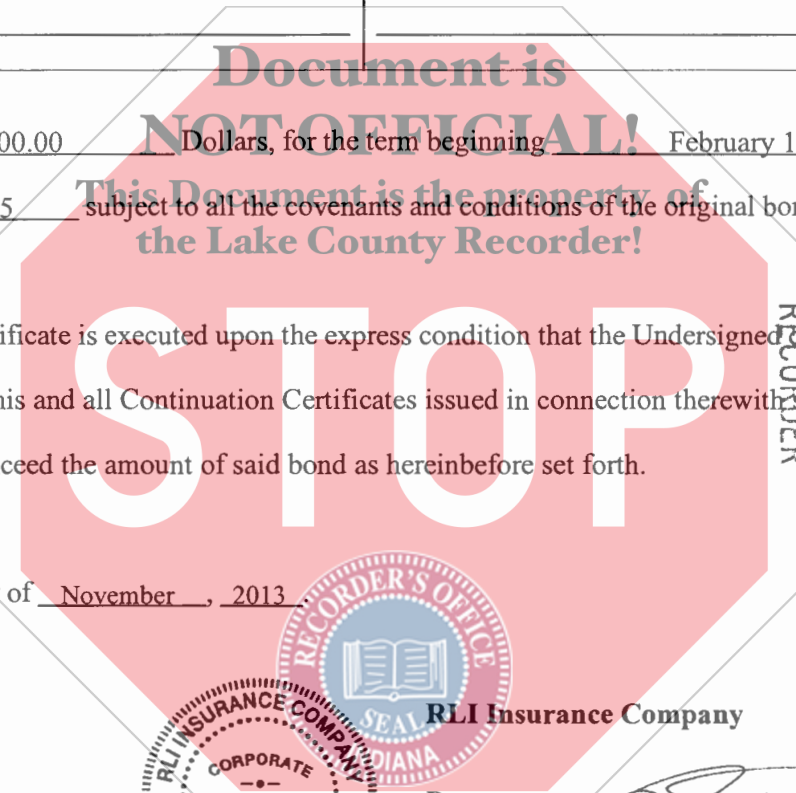 Document is
NOT OFFICIAL!
00.00 Dollars, for the term beginning February 1
This Document is the property of
5 subject to all the covenants and conditions of the original bon
the Lake County Recorder!
STOP
ificate is executed upon the express condition that the Undersigned
RECORDER
his and all Continuation Certificates issued in connection therewith
ceed the amount of said bond as hereinbefore set forth.
of November , 2013 .
RECORDER'S OFFICE
SEAL
INDIANA
RLI Insurance Company
RLI INSURANCE COMPANY
CORPORATE